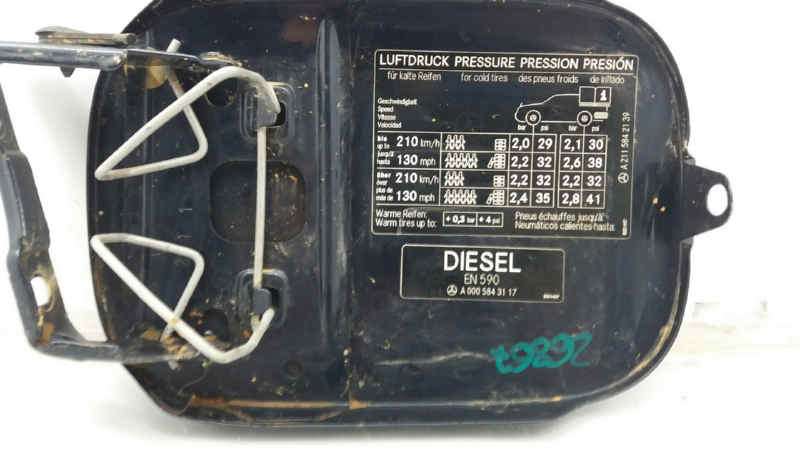 LUFTDRUCK PRESSURE PRESSION PRESIÓN
für kalte Reifen for cold tires des pneus froids de inflado
i
Geschwindigkeit
Speed
Vitesse
Velocidad
bar psi bar psi
bis up to 210 km/h 2,0 29 2,1 30
jusqu'à hasta 130 mph 2,2 32 2,6 38
über over 210 km/h 2,2 32 2,2 32
plus de más de 130 mph 2,4 35 2,8 41
Warme Reifen: + 0,3 bar + 4 psi Pneus échauffés jusqu'à:
Warm tires up to: Neumáticos calientes hasta:
A 211 584 21 39
DIESEL
EN 590
A 000 584 31 17